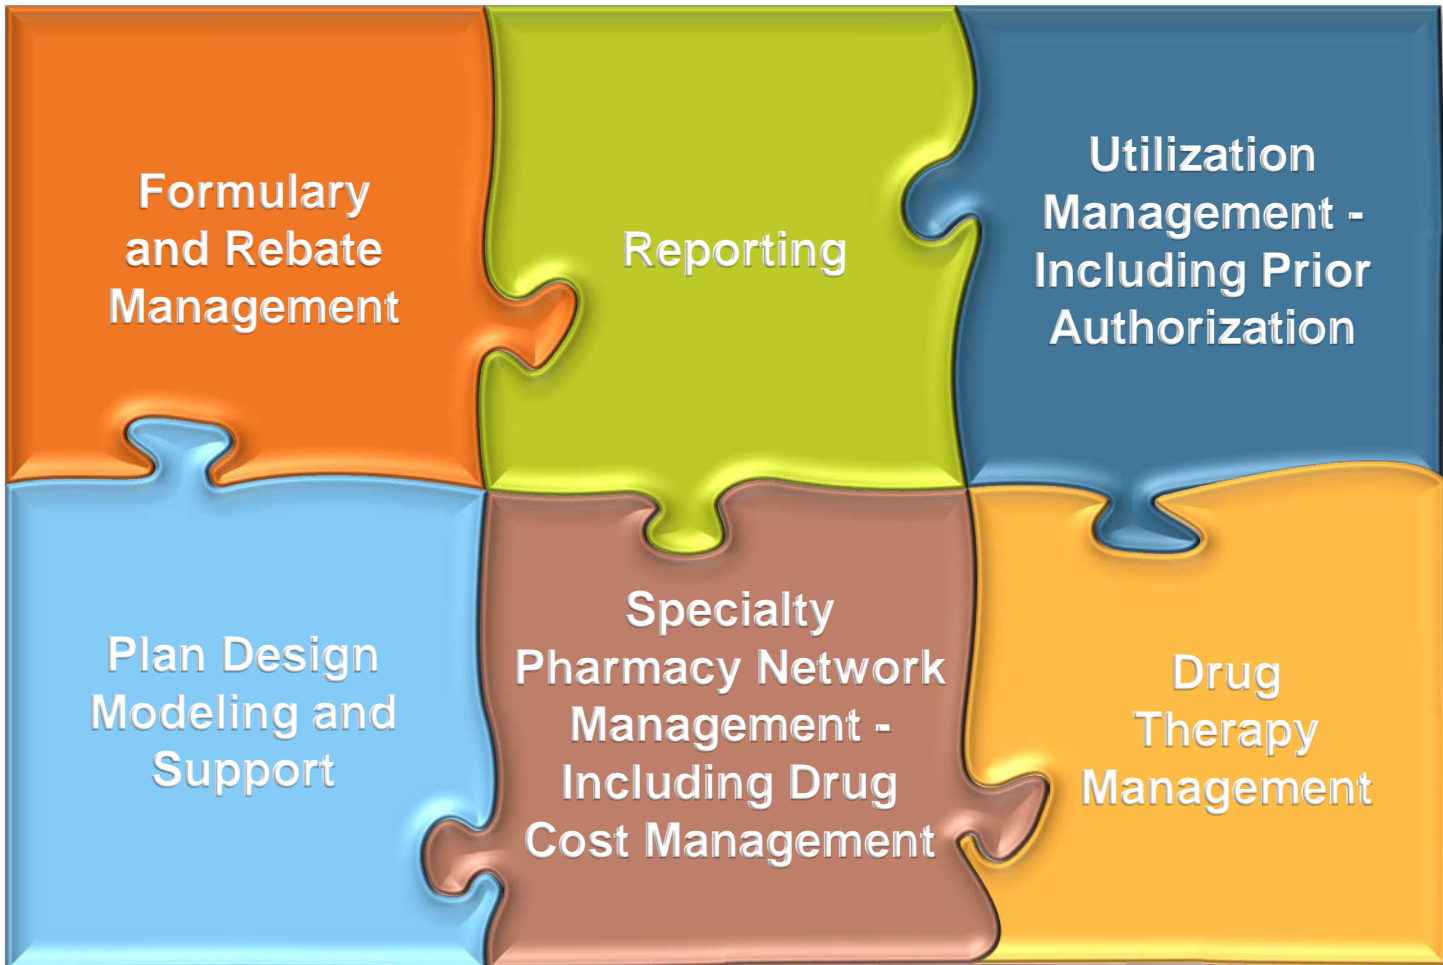 Formulary
and Rebate
Management
Reporting
Utilization
Management -
Including Prior
Authorization
Plan Design
Modeling and
Support
Specialty
Pharmacy Network
Management -
Including Drug
Cost Management
Drug
Therapy
Management